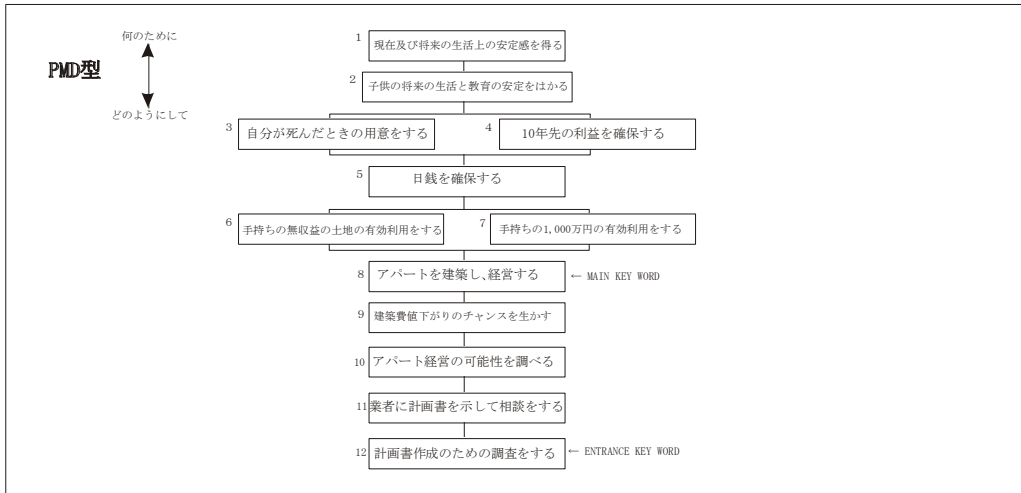 何のために
PMD型
どのようにして
1
現在及び将来の生活上の安定感を得る
2
子供の将来の生活と教育の安定をはかる
3
自分が死んだときの用意をする
4
10年先の利益を確保する
5
日銭を確保する
6
手持ちの無収益の土地の有効利用をする
7
手持ちの1,000万円の有効利用をする
8
アパートを建築し、経営する
← MAIN KEY WORD
9
建築費値下がりのチャンスを生かす
10
アパート経営の可能性を調べる
11
業者に計画書を示して相談をする
12
計画書作成のための調査をする
← ENTRANCE KEY WORD